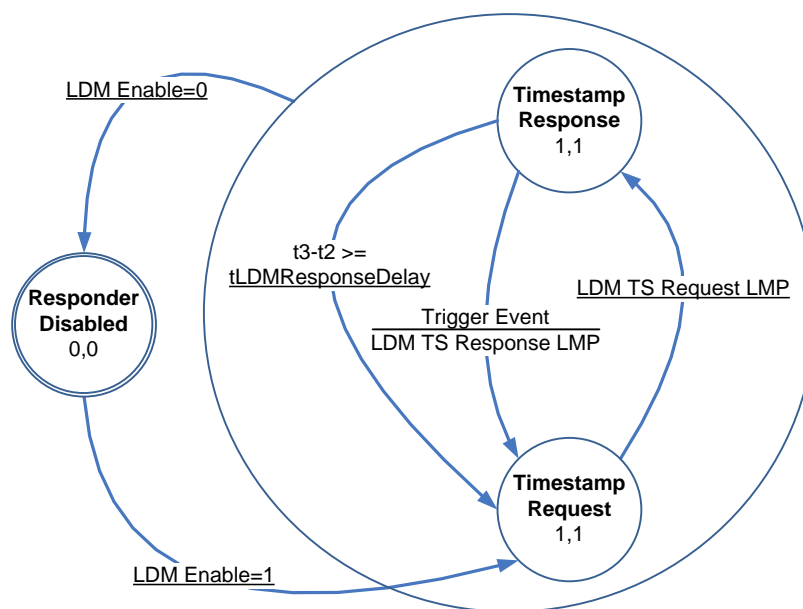 LDM Enable=0
Timestamp
Response
1,1
t3-t2 >=
tLDMResponseDelay
LDM TS Request LMP
Responder
Disabled
0,0
Trigger Event
LDM TS Response LMP
Timestamp
Request
1,1
LDM Enable=1